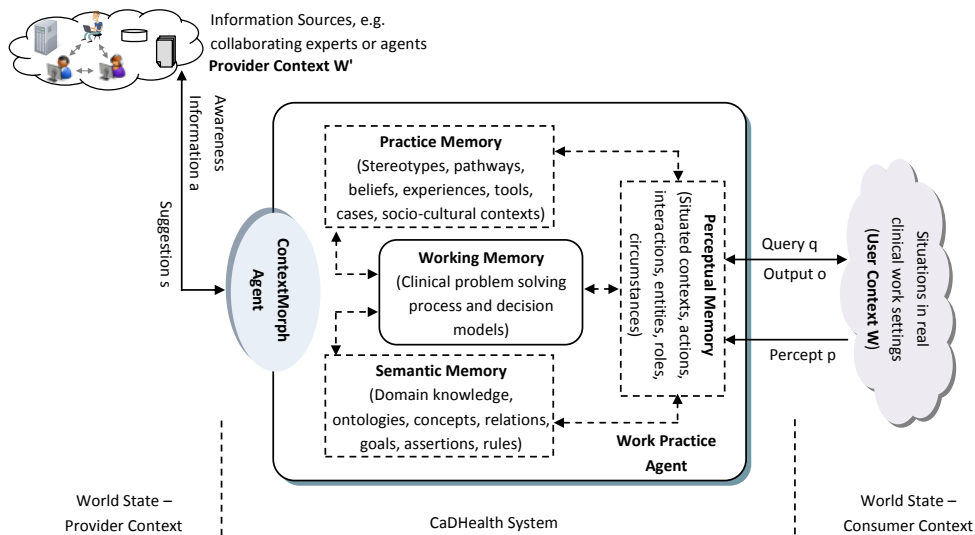 Information Sources, e.g.
collaborating experts or agents
Provider Context W'
Awareness
Information a
Suggestion s
ContextMorph
Agent
Practice Memory
(Stereotypes, pathways,
beliefs, experiences, tools,
cases, socio-cultural contexts)
Working Memory
(Clinical problem solving
process and decision
models)
Semantic Memory
(Domain knowledge,
ontologies, concepts, relations,
goals, assertions, rules)
Perceptual Memory
(Situated contexts, actions,
interactions, entities, roles,
circumstances)
Work Practice
Agent
Query q
Output o
Percept p
Situations in real
clinical work settings
(User Context W)
World State –
Provider Context
CaDHealth System
World State –
Consumer Context